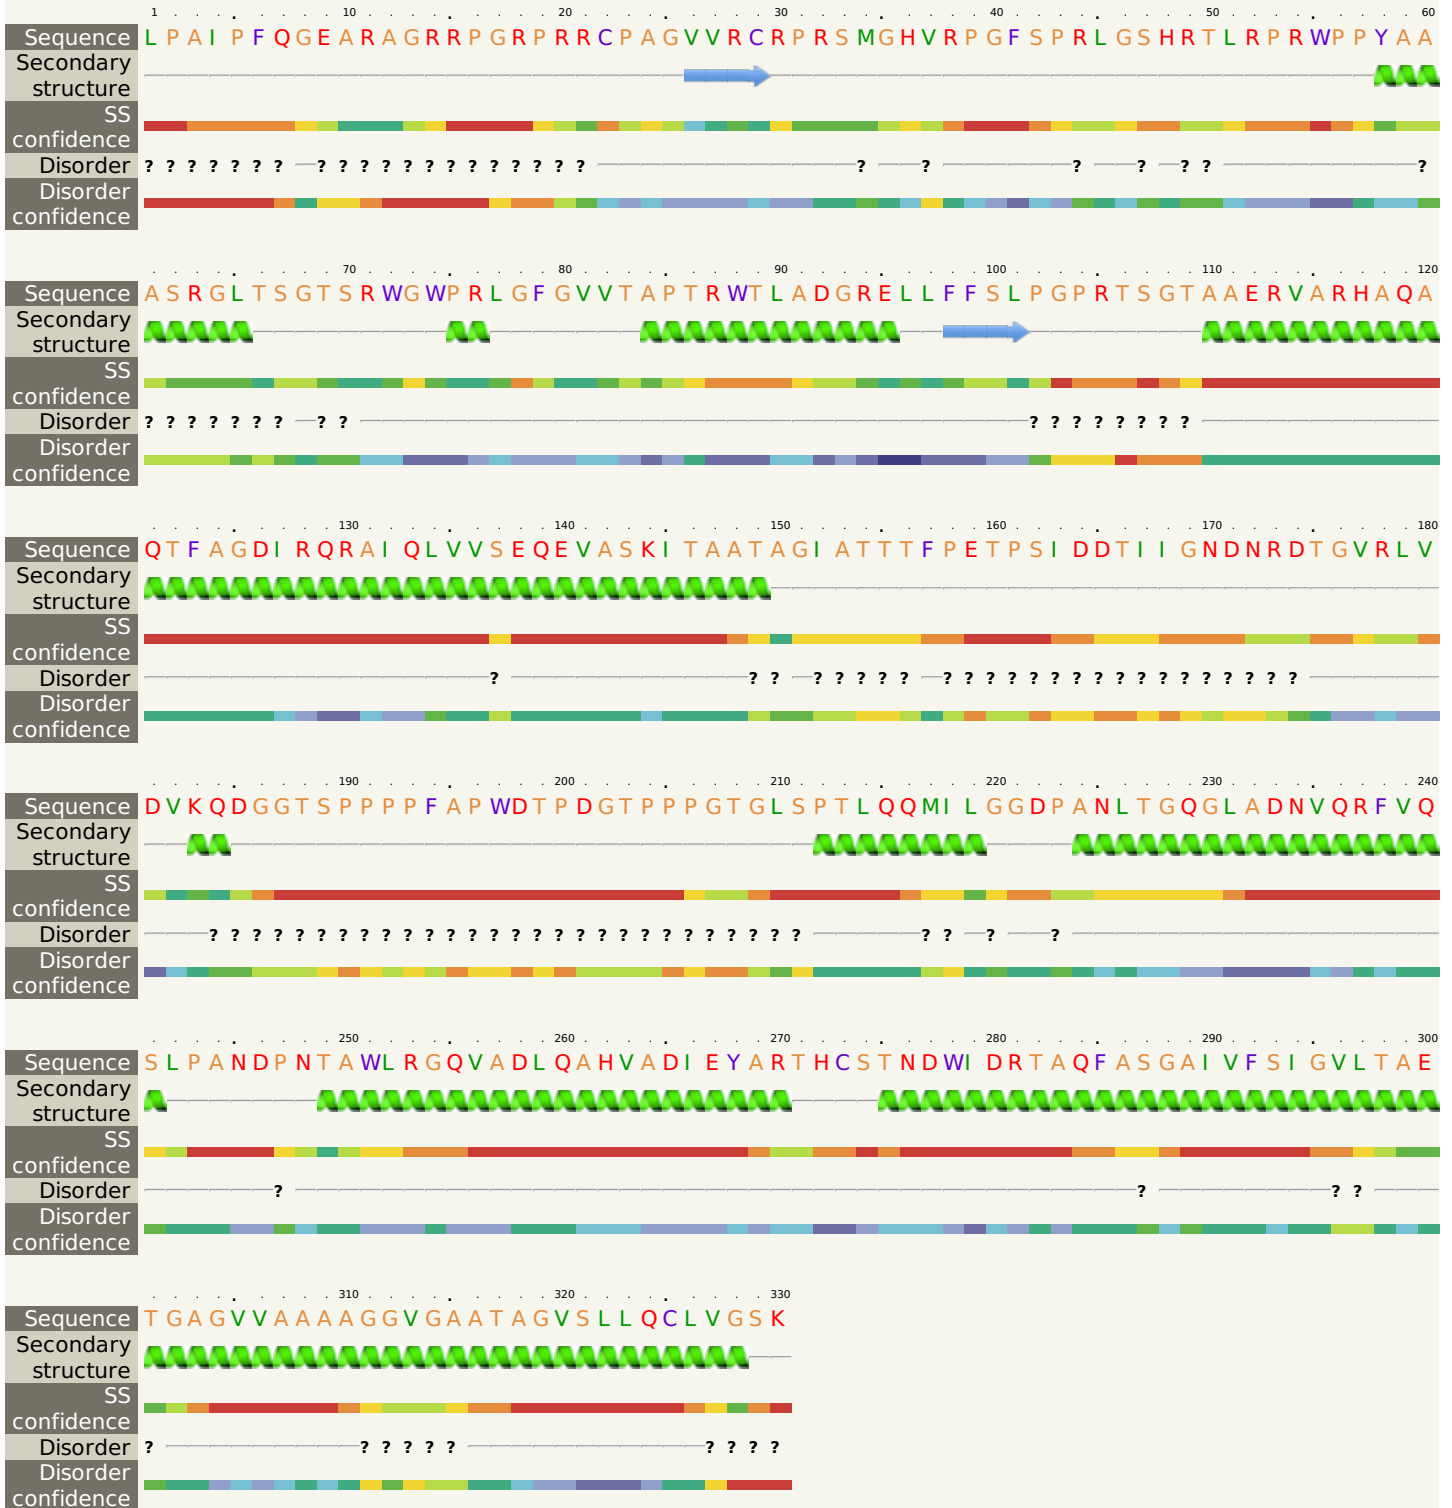 1 10 20 30 40 50 60
Sequence L P A I P F Q G E A R A G R R P G R P R R C P A G V V R C R P R S M G H V R P G F S P R L G S H R T L R P R W P P Y A A
Secondary
structure
SS
confidence
Disorder ? ? ? ? ? ? ? ? ? ? ? ? ? ? ? ? ? ? ? ? ? ? ? ? ? ? ?
Disorder
confidence
70 80 90 100 110 120
Sequence A S R G L T S G T S R W G W P R L G F G V V T A P T R W T L A D G R E L L F F S L P G P R T S G T A A E R V A R H A Q A
Secondary
structure
SS
confidence
Disorder ? ? ? ? ? ? ? ? ? ? ? ? ? ? ? ? ?
Disorder
confidence
130 140 150 160 170 180
Sequence Q T F A G D I R Q R A I Q L V V S E Q E V A S K I T A A T A G I A T T T F P E T P S I D D T I I G N D N R D T G V R L V
Secondary
structure
SS
confidence
Disorder ? ? ? ? ? ? ? ? ? ? ? ? ? ? ? ? ? ? ? ? ? ? ? ? ?
Disorder
confidence
190 200 210 220 230 240
Sequence D V K Q D G G T S P P P P F A P W D T P D G T P P P G T G L S P T L Q Q M I L G G D P A N L T G Q G L A D N V Q R F V Q
Secondary
structure
SS
confidence
Disorder ? ? ? ? ? ? ? ? ? ? ? ? ? ? ? ? ? ? ? ? ? ? ? ? ? ? ? ? ? ? ? ?
Disorder
confidence
250 260 270 280 290 300
Sequence S L P A N D P N T A W L R G Q V A D L Q A H V A D I E Y A R T H C S T N D W I D R T A Q F A S G A I V F S I G V L T A E
Secondary
structure
SS
confidence
Disorder ? ? ? ?
Disorder
confidence
310 320 330
Sequence T G A G V V A A A A G G V G A A T A G V S L L Q C L V G S K
Secondary
structure
SS
confidence
Disorder ? ? ? ? ? ? ? ? ? ?
Disorder
confidence